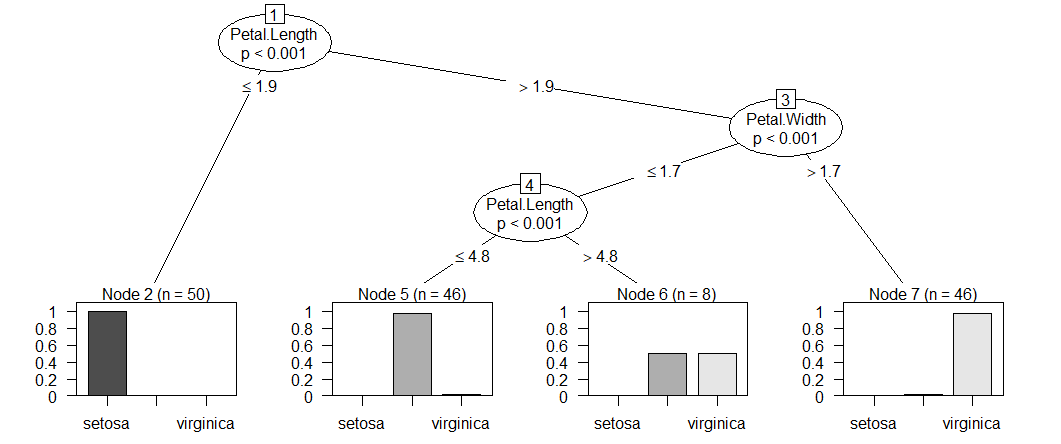 1
Petal.Length
p < 0.001
≤ 1.9
> 1.9
3
Petal.Width
p < 0.001
≤ 1.7
> 1.7
4
Petal.Length
p < 0.001
≤ 4.8
> 4.8
Node 2 (n = 50)
1
0.8
0.6
0.4
0.2
0
setosa
virginica
Node 5 (n = 46)
1
0.8
0.6
0.4
0.2
0
setosa
virginica
Node 6 (n = 8)
1
0.8
0.6
0.4
0.2
0
setosa
virginica
Node 7 (n = 46)
1
0.8
0.6
0.4
0.2
0
setosa
virginica